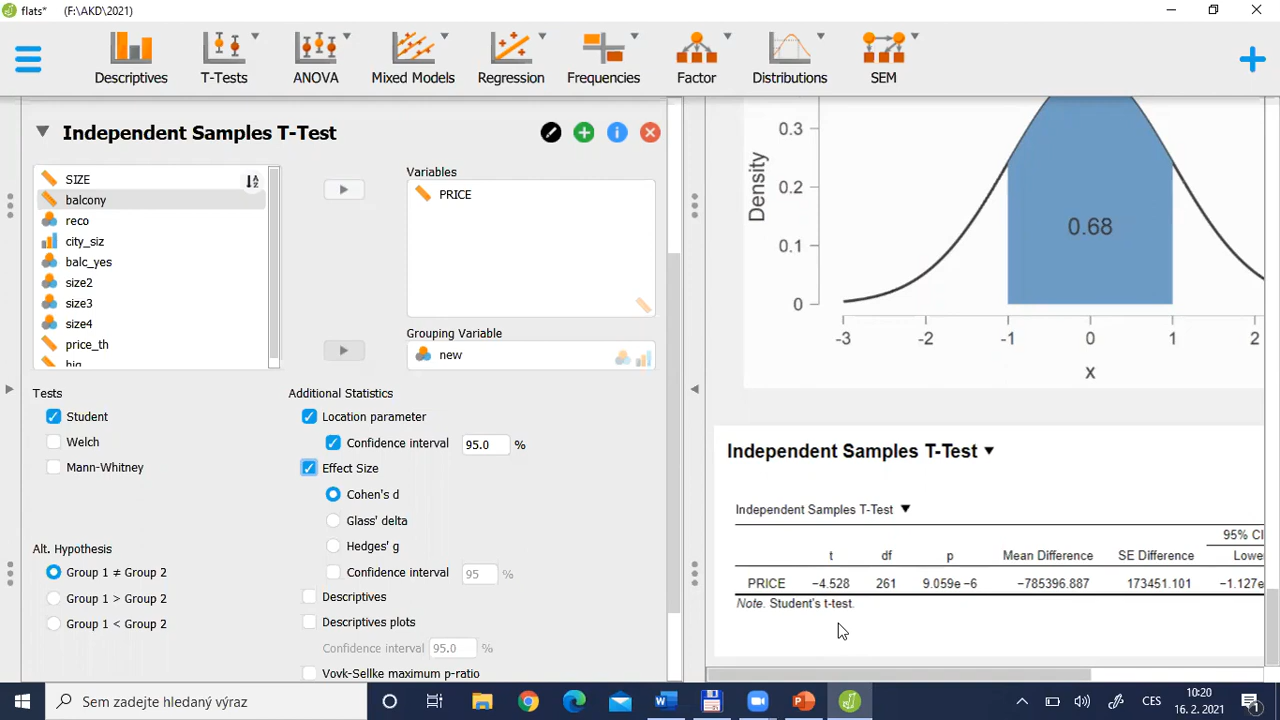 flats* (F:\AKD\2021)
Descriptives T-Tests ANOVA Mixed Models Regression Frequencies Factor Distributions SEM
Independent Samples T-Test
SIZE
balcony
reco
city_siz
balc_yes
size2
size3
size4
price_th
big
Variables
PRICE
Grouping Variable
new
Tests
Student
Welch
Mann-Whitney
Alt. Hypothesis
Group 1 ≠ Group 2
Group 1 > Group 2
Group 1 < Group 2
Additional Statistics
Location parameter
Confidence interval 95.0 %
Effect Size
Cohen's d
Glass' delta
Hedges' g
Confidence interval 95 %
Descriptives
Descriptives plots
Confidence interval 95.0 %
Vovk-Sellke maximum p-ratio
Density
0.3
0.2
0.1
0
0.68
-3 -2 -1 0 1 2
x
Independent Samples T-Test
Independent Samples T-Test
95% CI
t df p Mean Difference SE Difference Lowe
PRICE −4.528 261 9.059e −6 −785396.887 173451.101 −1.127e
Note. Student's t-test.
Sem zadejte hledaný výraz
CES
10:20
16. 2. 2021
1